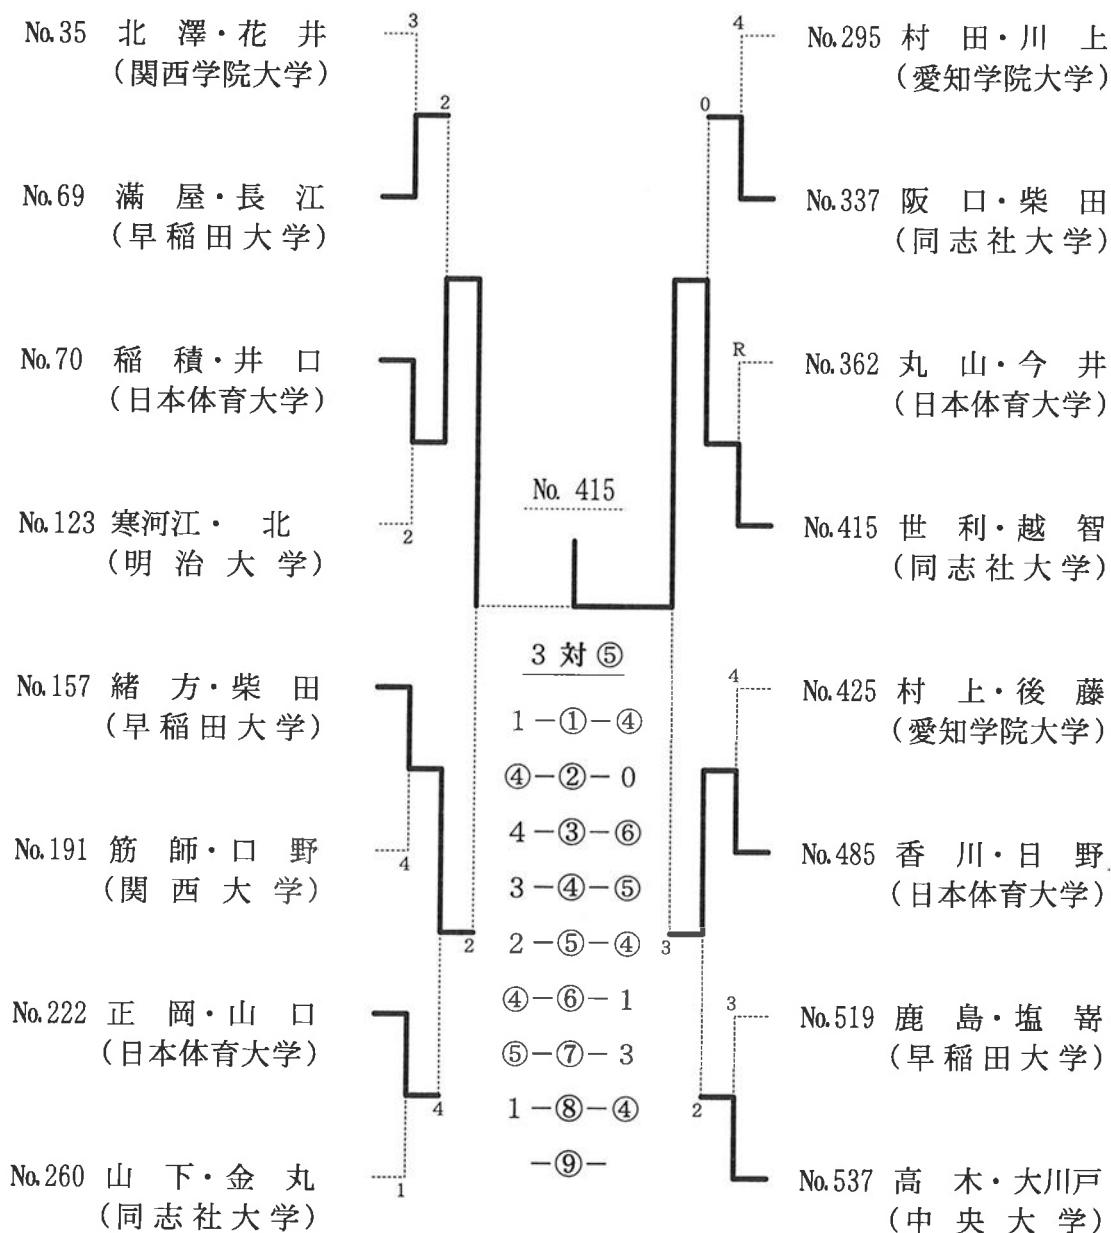 No.35 北澤・花井
(関西学院大学)
3
2
No.69 滿屋・長江
(早稲田大学)
No.70 稲積・井口
(日本体育大学)
No.123 寒河江・北
(明治大学)
2
No.157 緒方・柴田
(早稲田大学)
No.191 筋師・口野
(関西大学)
4
2
No.222 正岡・山口
(日本体育大学)
4
No.260 山下・金丸
(同志社大学)
1
No. 415
3 対 ⑤
1-①-④
④-②-0
4-③-⑥
3-④-⑤
2-⑤-④
④-⑥-1
⑤-⑦-3
1-⑧-④
-⑨-
4
No.295 村田・川上
(愛知学院大学)
0
No.337 阪口・柴田
(同志社大学)
R
No.362 丸山・今井
(日本体育大学)
No.415 世利・越智
(同志社大学)
4
No.425 村上・後藤
(愛知学院大学)
No.485 香川・日野
(日本体育大学)
3
3
No.519 鹿島・塩嵜
(早稲田大学)
2
No.537 高木・大川戸
(中央大学)